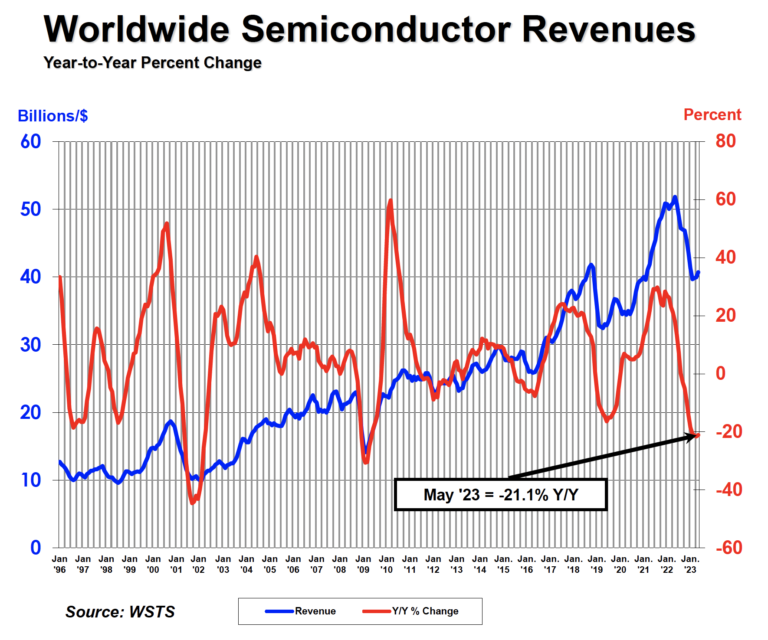 Worldwide Semiconductor Revenues
Year-to-Year Percent Change
Billions/$
Percent
60
80
50
60
40
40
20
30
0
20
-20
10
-40
0
-60
May '23 = -21.1% Y/Y
Jan Jan Jan Jan Jan Jan Jan Jan Jan Jan Jan Jan Jan Jan Jan Jan Jan Jan Jan. Jan. Jan. Jan. Jan. Jan. Jan. Jan. Jan. Jan.
'96 '97 '98 '99 '00 '01 '02 '03 '04 '05 '06 '07 '08 '09 '10 '11 '12 '13 '14 '15 '16 '17 '18 '19 '20 '21 '22 '23
Source: WSTS
Revenue
Y/Y % Change